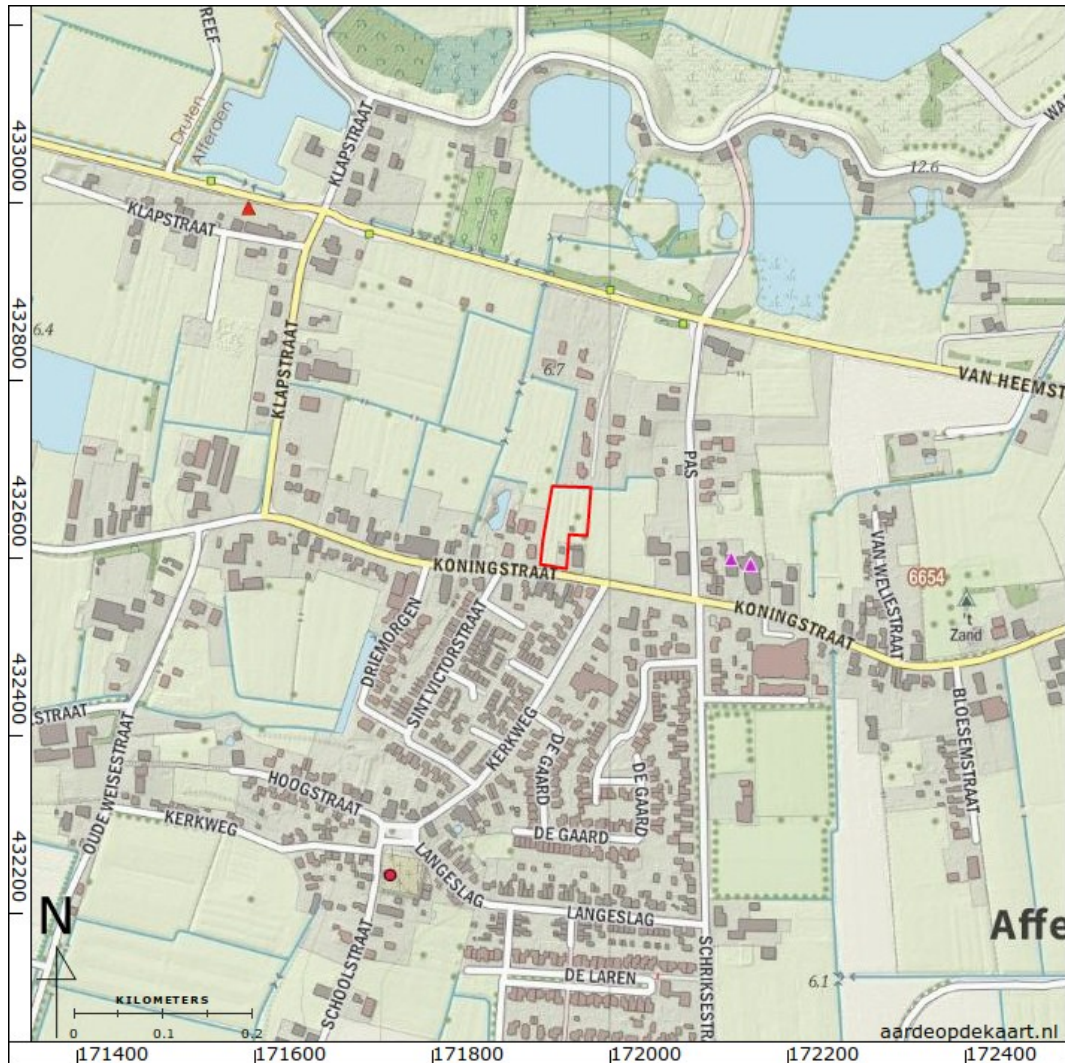 REEF
Druten
Afferden
KLAPSTRAAT
KLAPSTRAAT
12.6
WA
433000
6.4
432800
6.7
KLAPSTRAAT
VAN HEEMST
PAS
432600
KONINGSTRAAT
VAN WELIESTRAAT
6654
't
Zand
KONINGSTRAAT
DRIEMORGEN
SINT VICTORSTRAAT
432400
LSTRAAT
OUDE WEISESTRAAT
KERKWEG
DE GAARD
DE GAARD
BLOESEMSTRAAT
HOOGSTRAAT
KERKWEG
DE GAARD
LANGESLAG
432200
N
LANGESLAG
Affe
SCHOOLSTRAAT
SCHRIKSESTR
DE LAREN
6.1
KILOMETERS
0 0.1 0.2
aardeopdekaart.nl
171400 171600 171800 172000 172200 172400